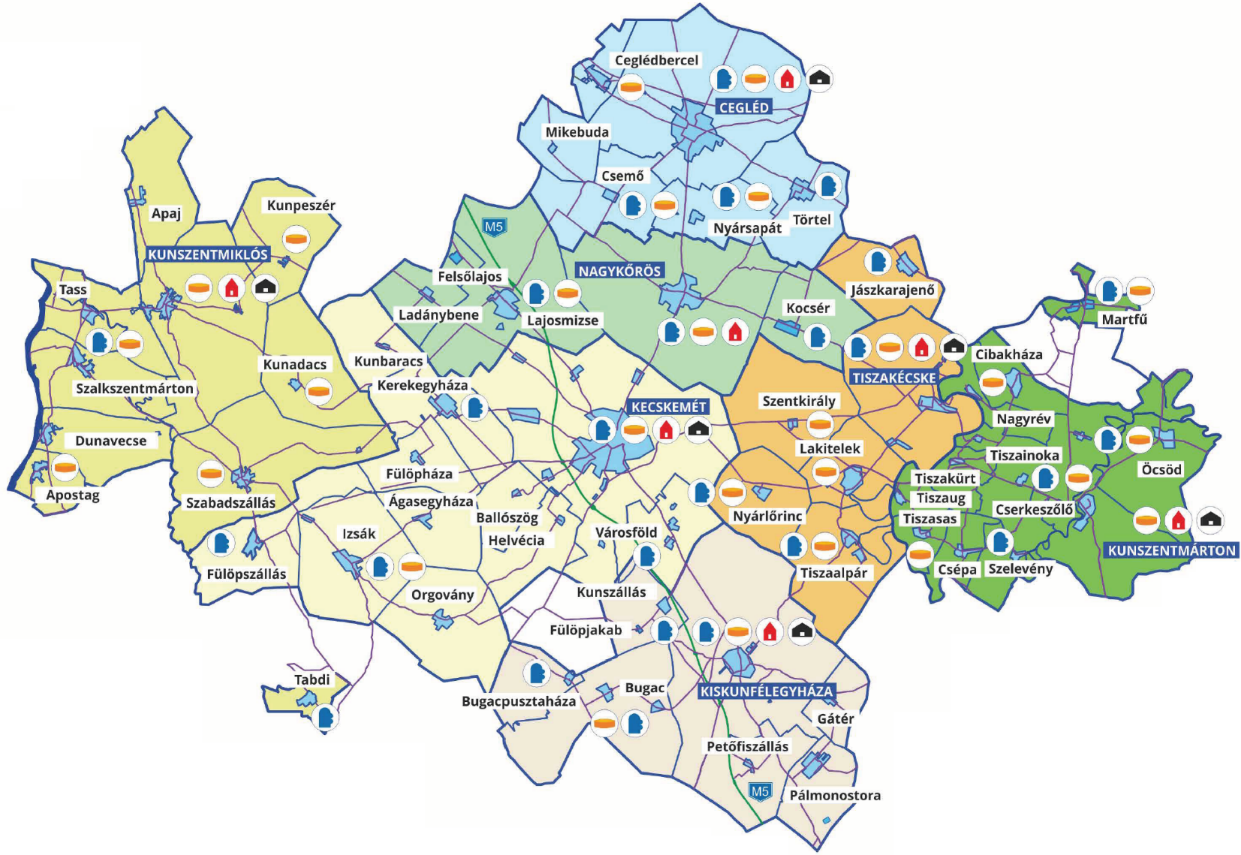 Ceglédbercel
CEGLÉD
Mikebuda
Csemő
Nyársapát
Törtel
Apaj
Kunpeszér
KUNSZENTMIKLÓS
M5
Felsőlajos
NAGYKŐRÖS
Jászkarajenő
Tass
Ladánybene
Lajosmizse
Kocsér
Martfű
Kunbaracs
Cibakháza
Kunadacs
Kerekegyháza
TISZAKÉCSKE
Szalkszentmárton
KECSKEMÉT
Szentkirály
Nagyrév
Dunavecse
Lakitelek
Tiszainoka
Fülöpháza
Öcsöd
Tiszakürt
Apostag
Szabadszállás
Ágasegyháza
Tiszaug
Cserkeszőlő
Ballószög
Nyárlőrinc
Tiszasas
Izsák
Helvécia
Városföld
KUNSZENTMÁRTON
Fülöpszállás
Tiszaalpár
Csépa
Szelevény
Orgovány
Kunszállás
Fülöpjakab
Tabdi
Bugac
KISKUNFÉLEGYHÁZA
Bugacpusztaháza
Gátér
Petőfiszállás
M5
Pálmonostora